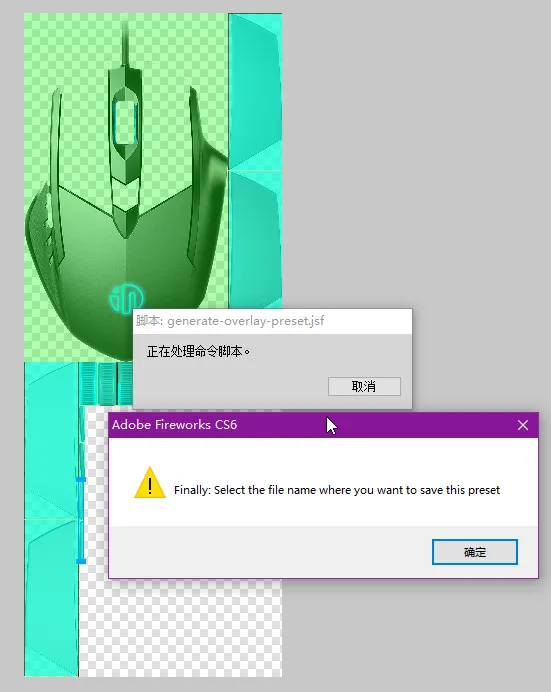 脚本: generate-overlay-preset.jsf
正在处理命令脚本。
取消
Adobe Fireworks CS6
Finally: Select the file name where you want to save this preset
确定